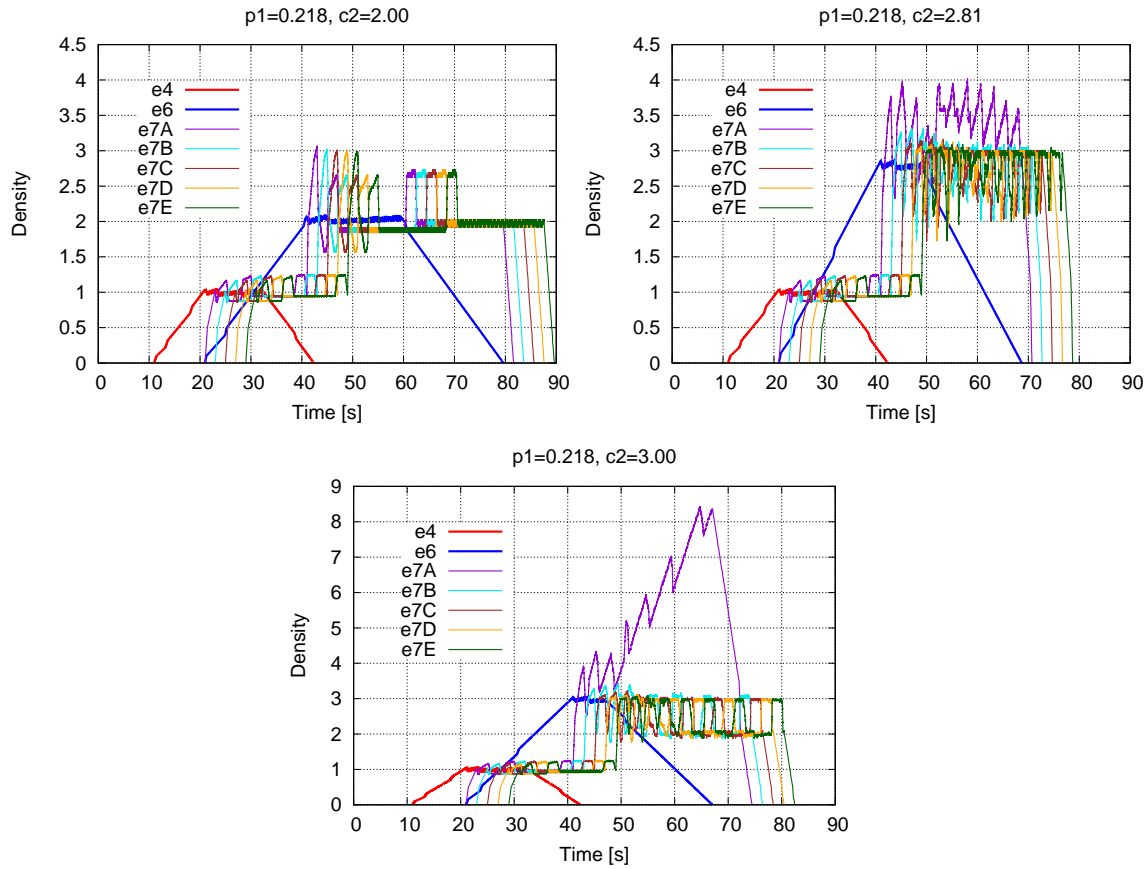 p1=0.218, c2=2.00
4.5
4
3.5
3
2.5
2
1.5
1
0.5
0
Density
e4
e6
e7A
e7B
e7C
e7D
e7E
0 10 20 30 40 50 60 70 80 90
Time [s]
p1=0.218, c2=2.81
4.5
4
3.5
3
2.5
2
1.5
1
0.5
0
Density
e4
e6
e7A
e7B
e7C
e7D
e7E
0 10 20 30 40 50 60 70 80 90
Time [s]
p1=0.218, c2=3.00
9
8
7
6
5
4
3
2
1
0
Density
e4
e6
e7A
e7B
e7C
e7D
e7E
0 10 20 30 40 50 60 70 80 90
Time [s]